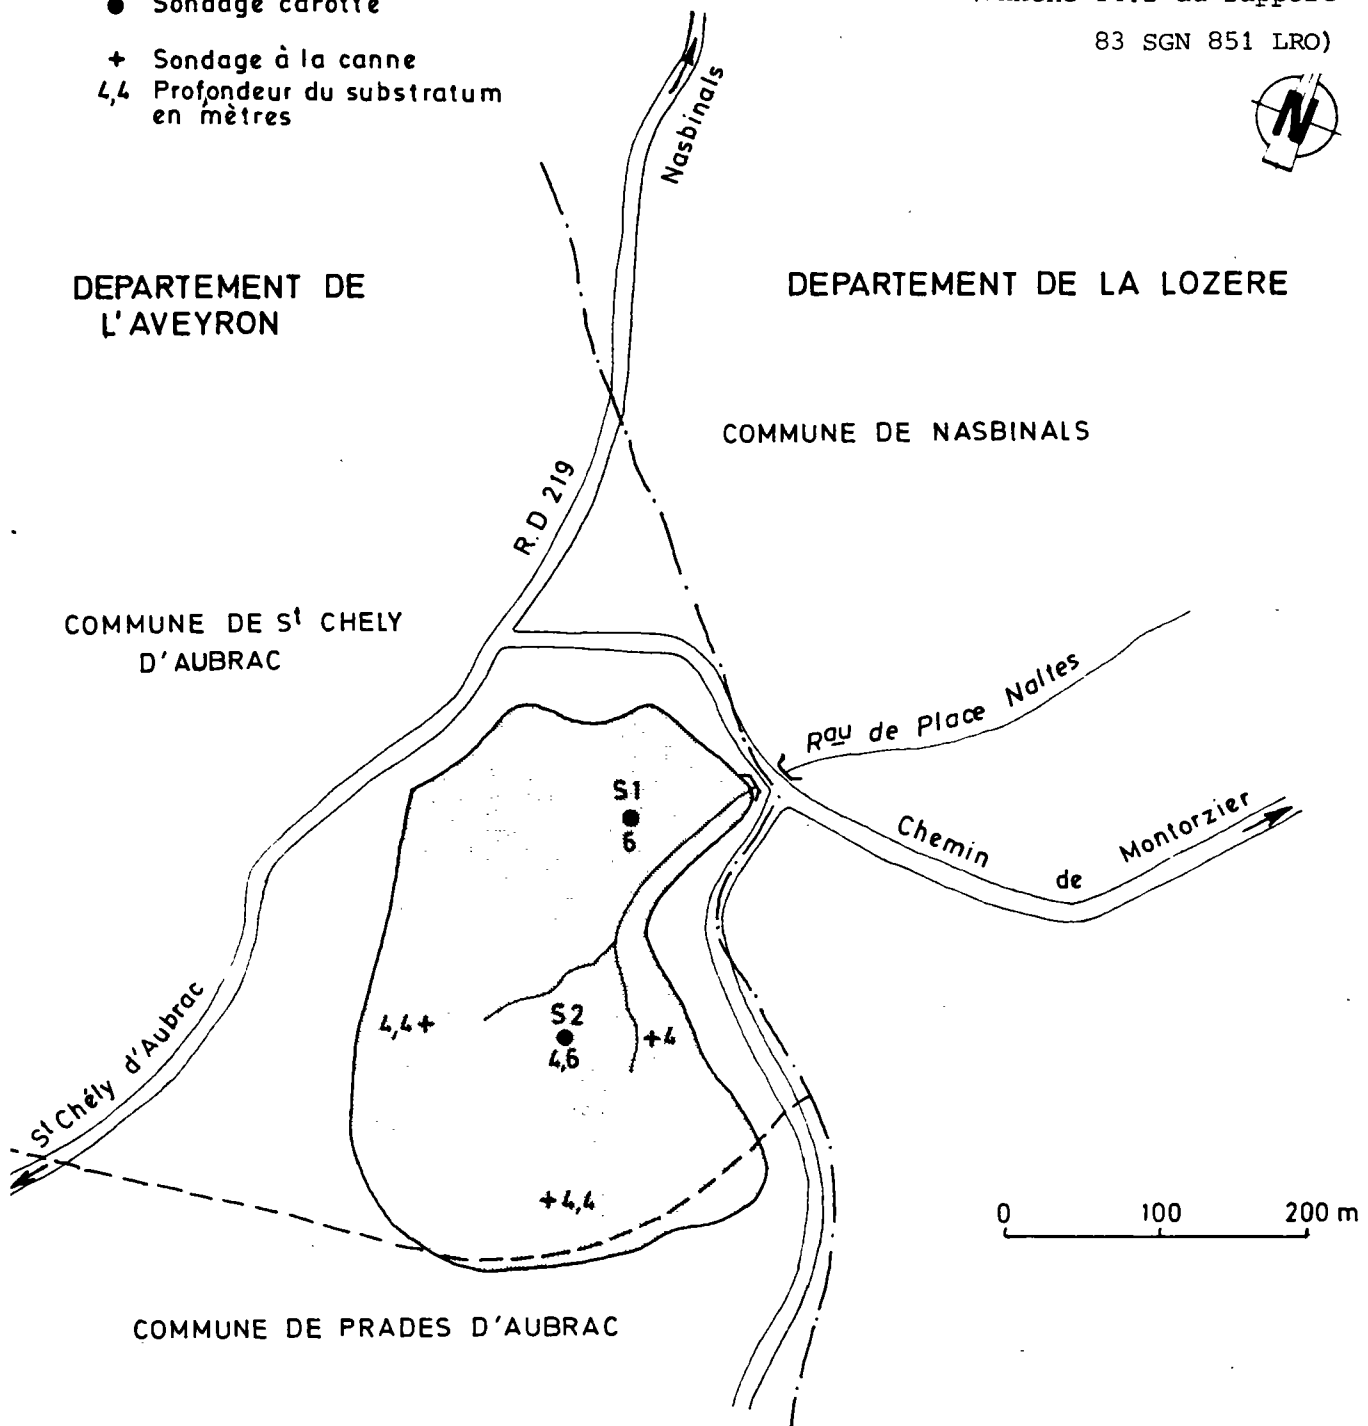 Sondage carotté
+ Sondage à la canne
4,4 Profondeur du substratum
en mètres
du rapport
83 SGN 851 LRO)
N
Nasbinals
DEPARTEMENT DE
L'AVEYRON
DEPARTEMENT DE LA LOZERE
COMMUNE DE NASBINALS
R.D 219
COMMUNE DE St CHELY
D'AUBRAC
Rau de Place Naltes
S1
6
Chemin de Montorzier
St Chély d'Aubrac
4,4+
S2
4,6
+4
+4,4
0 100 200 m
COMMUNE DE PRADES D'AUBRAC